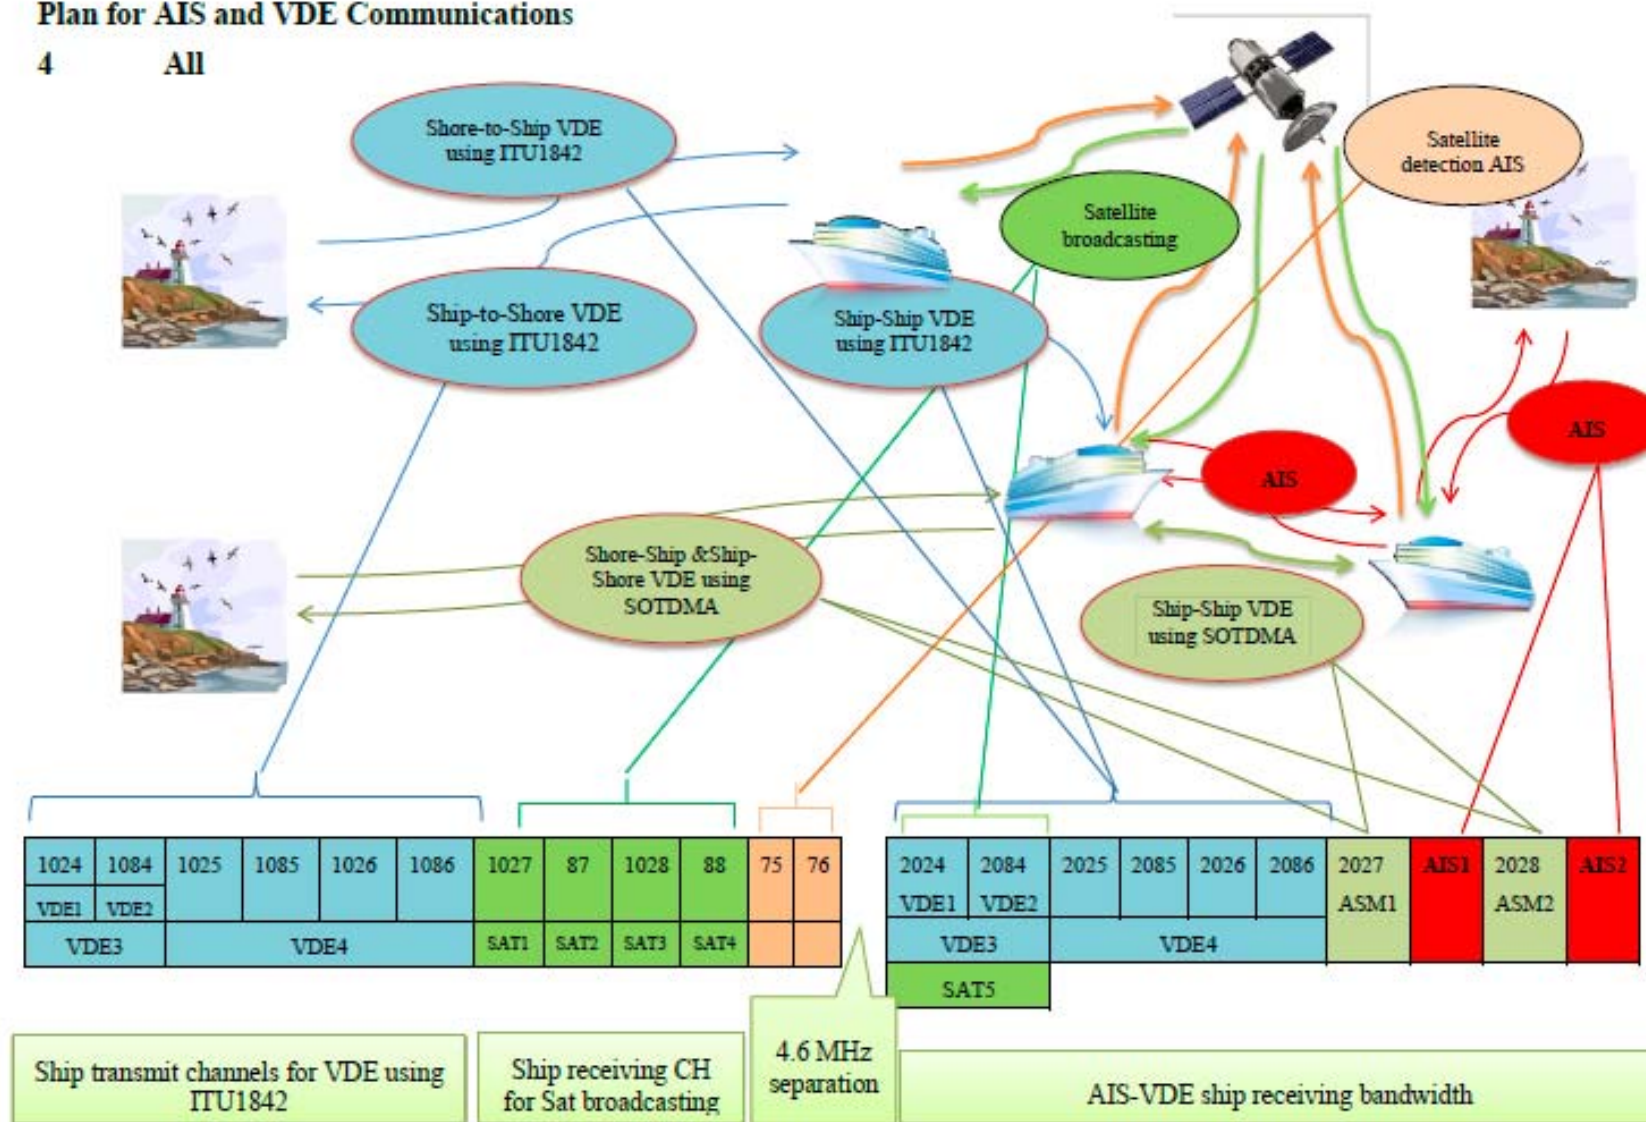 Plan for AIS and VDE Communications
4 All
Shore-to-Ship VDE
using ITU1842
Satellite
detection AIS
Satellite
broadcasting
Ship-to-Shore VDE
using ITU1842
Ship-Ship VDE
using ITU1842
AIS
AIS
Shore-Ship &Ship-
Shore VDE using
SOTDMA
Ship-Ship VDE
using SOTDMA
1024 1084 1025 1085 1026 1086 1027 87 1028 88 75 76
VDE1 VDE2
VDE3 VDE4 SAT1 SAT2 SAT3 SAT4
2024 2084 2025 2085 2026 2086 2027 AIS1 2028 AIS2
VDE1 VDE2 ASM1 ASM2
VDE3 VDE4
SAT5
Ship transmit channels for VDE using
ITU1842
Ship receiving CH
for Sat broadcasting
4.6 MHz
separation
AIS-VDE ship receiving bandwidth